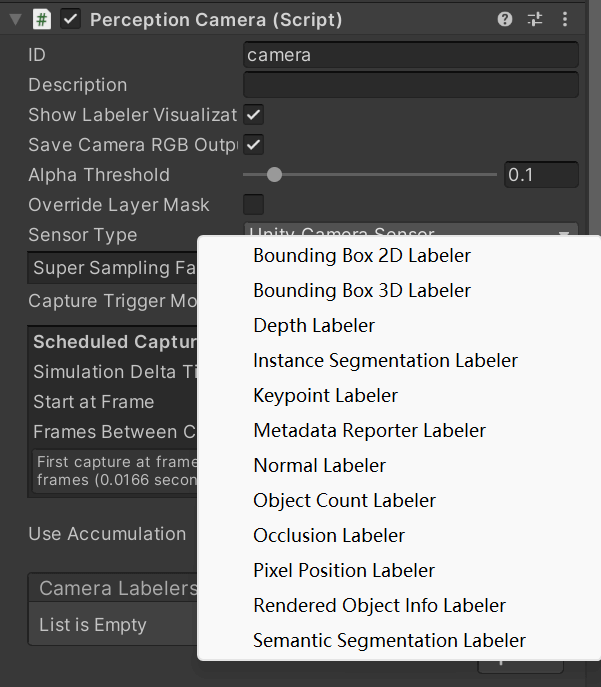 Perception Camera (Script)
ID
camera
Description
Show Labeler Visualizat
Save Camera RGB Outp
Alpha Threshold
0.1
Override Layer Mask
Sensor Type
Unity Camera Sensor
Super Sampling Fa
Capture Trigger Mo
Scheduled Captur
Simulation Delta Ti
Start at Frame
Frames Between C
First capture at frame
frames (0.0166 secon
Use Accumulation
Camera Labelers
List is Empty
Bounding Box 2D Labeler
Bounding Box 3D Labeler
Depth Labeler
Instance Segmentation Labeler
Keypoint Labeler
Metadata Reporter Labeler
Normal Labeler
Object Count Labeler
Occlusion Labeler
Pixel Position Labeler
Rendered Object Info Labeler
Semantic Segmentation Labeler